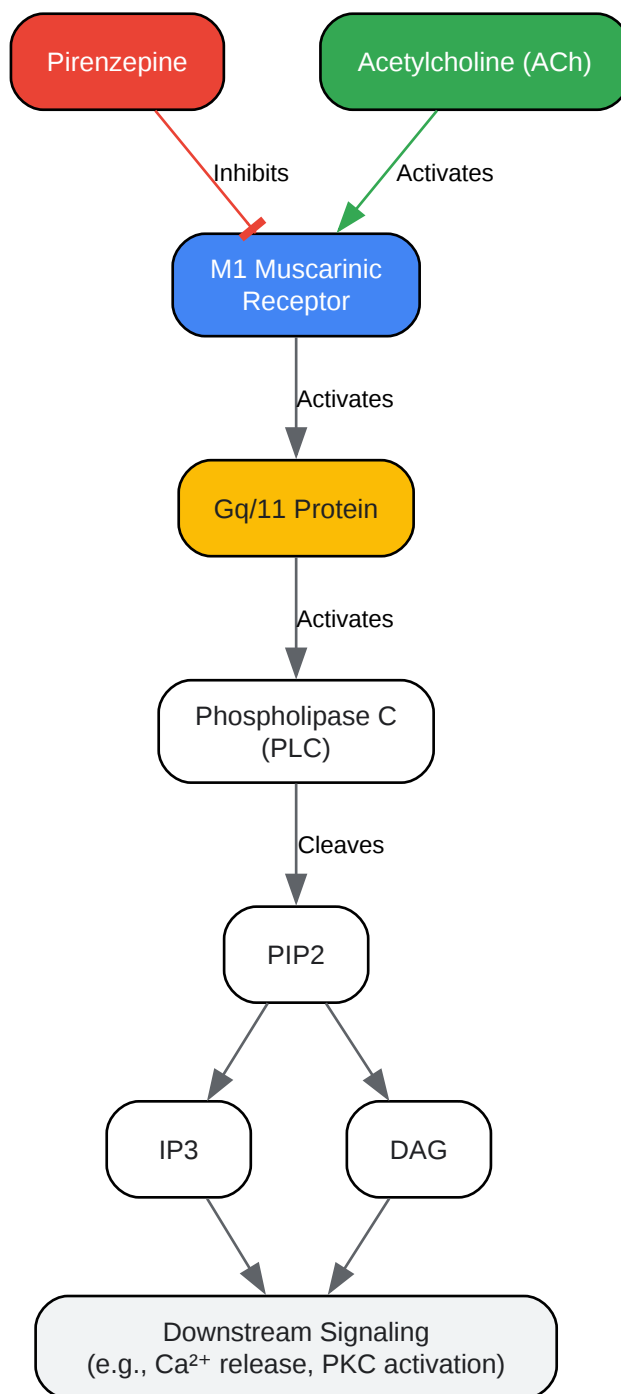 Pirenzepine
Acetylcholine (ACh)
Inhibits
Activates
M1 Muscarinic
Receptor
Activates
Gq/11 Protein
Activates
Phospholipase C
(PLC)
Cleaves
PIP2
IP3
DAG
Downstream Signaling
(e.g., Ca²⁺ release, PKC activation)